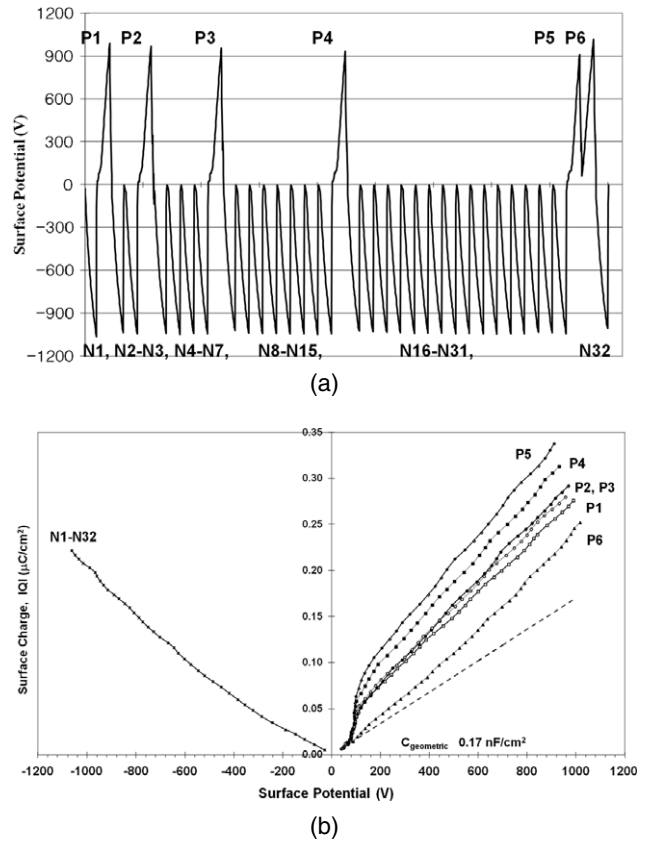 1200
900
600
300
0
−300
−600
−900
−1200
Surface Potential (V)
P1 P2 P3 P4 P5 P6
N1, N2-N3, N4-N7, N8-N15, N16-N31, N32
(a)
0.35
0.30
0.25
0.20
0.15
0.10
0.05
0.00
Surface Charge, IQI (μC/cm²)
N1-N32
P5
P4
P2, P3
P1
P6
C geometric 0.17 nF/cm²
-1200 -1000 -800 -600 -400 -200 0 200 400 600 800 1000 1200
Surface Potential (V)
(b)